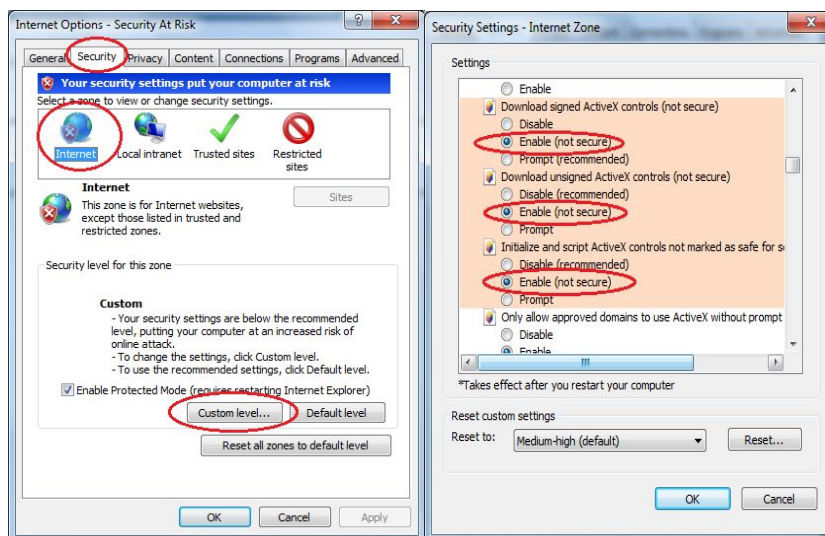 Internet Options - Security At Risk
General Security Privacy Content Connections Programs Advanced
Your security settings put your computer at risk
Select a zone to view or change security settings.
Internet Local intranet Trusted sites Restricted
sites
Internet
This zone is for Internet websites,
except those listed in trusted and
restricted zones.
Sites
Security level for this zone
Custom
- Your security settings are below the recommended
level, putting your computer at an increased risk of
online attack.
- To change the settings, click Custom level.
- To use the recommended settings, click Default level.
Enable Protected Mode (requires restarting Internet Explorer)
Custom level... Default level
Reset all zones to default level
OK Cancel Apply
Security Settings - Internet Zone
Settings
Enable
Download signed ActiveX controls (not secure)
Disable
Enable (not secure)
Prompt (recommended)
Download unsigned ActiveX controls (not secure)
Disable (recommended)
Enable (not secure)
Prompt
Initialize and script ActiveX controls not marked as safe for s
Disable (recommended)
Enable (not secure)
Prompt
Only allow approved domains to use ActiveX without prompt
Disable
Enable
*Takes effect after you restart your computer
Reset custom settings
Reset to: Medium-high (default) Reset...
OK Cancel